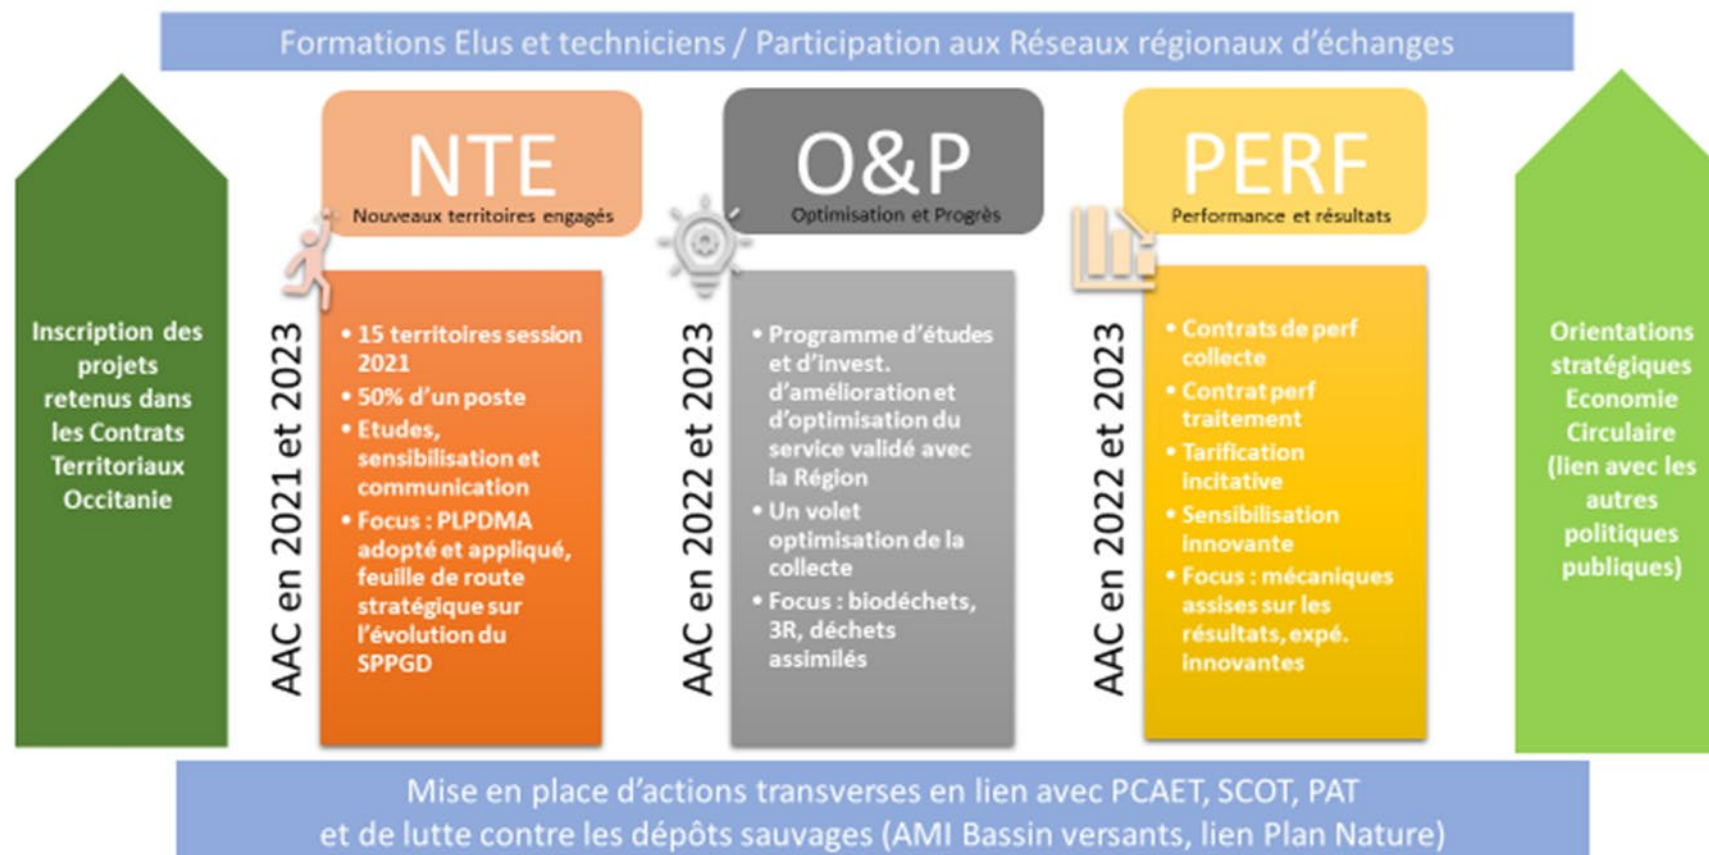 Formations Elus et techniciens / Participation aux Réseaux régionaux d'échanges
Inscription des
projets
retenus dans
les Contrats
Territoriaux
Occitanie
NTE
Nouveaux territoires engagés
AAC en 2021 et 2023
• 15 territoires session
2021
• 50% d'un poste
• Etudes,
sensibilisation et
communication
• Focus : PLPDMA
adopté et appliqué,
feuille de route
stratégique sur
l'évolution du
SPPGD
O&P
Optimisation et Progrès
AAC en 2022 et 2023
• Programme d'études
et d'invest.
d'amélioration et
d'optimisation du
service validé avec
la Région
• Un volet
optimisation de la
collecte
• Focus : biodéchets,
3R, déchets
assimilés
PERF
Performance et résultats
AAC en 2022 et 2023
• Contrats de perf
collecte
• Contrat perf
traitement
• Tarification
incitative
• Sensibilisation
innovante
• Focus : mécaniques
assises sur les
résultats, expé.
innovantes
Orientations
stratégiques
Economie
Circulaire
(lien avec les
autres
politiques
publiques)
Mise en place d'actions transverses en lien avec PCAET, SCOT, PAT
et de lutte contre les dépôts sauvages (AMI Bassin versants, lien Plan Nature)